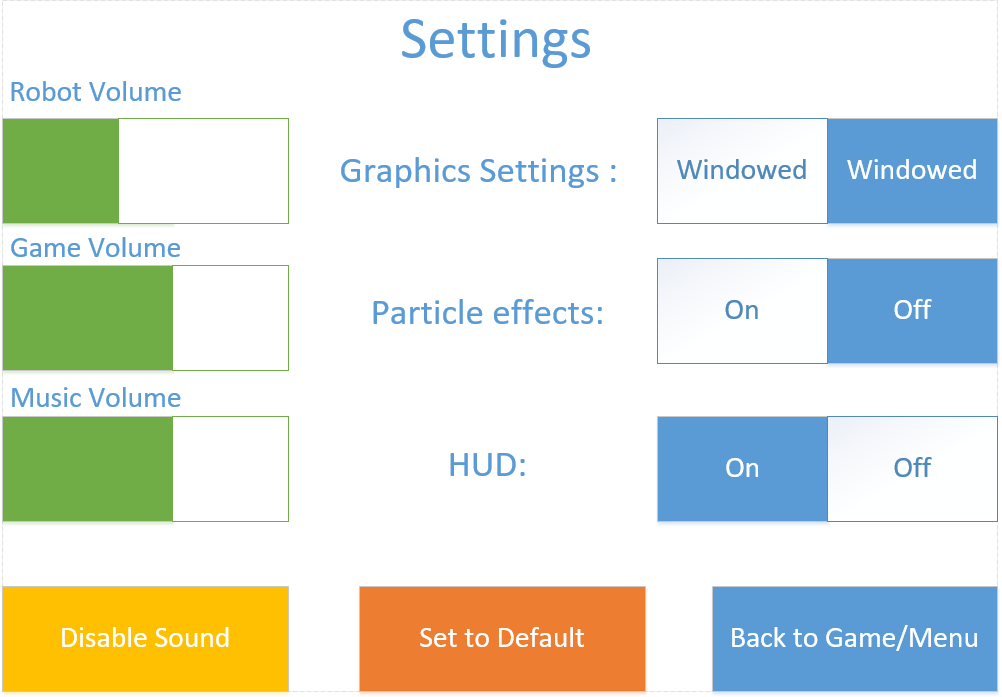 Settings
Robot Volume
Graphics Settings :
Windowed
Windowed
Game Volume
Particle effects:
On
Off
Music Volume
HUD:
On
Off
Disable Sound
Set to Default
Back to Game/Menu